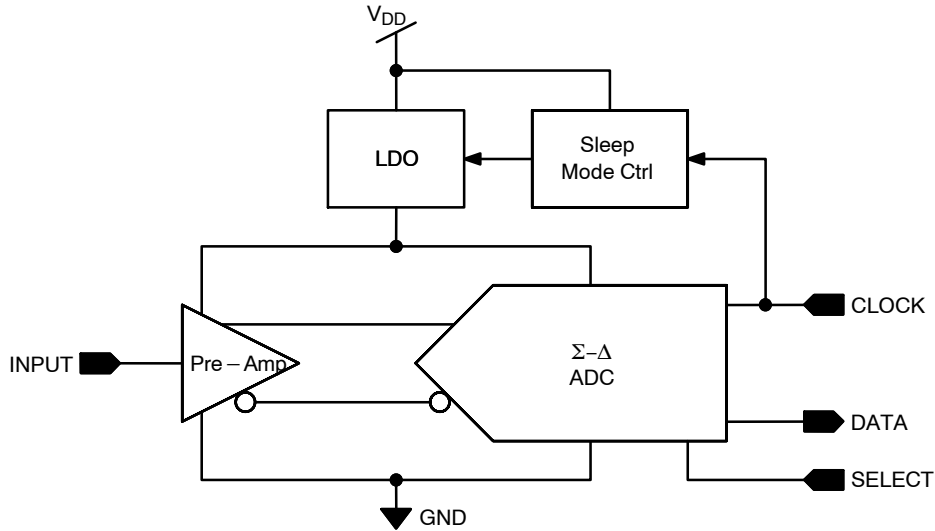 VDD
LDO
Sleep
Mode Ctrl
CLOCK
INPUT
Pre – Amp
Σ–Δ
ADC
DATA
SELECT
GND